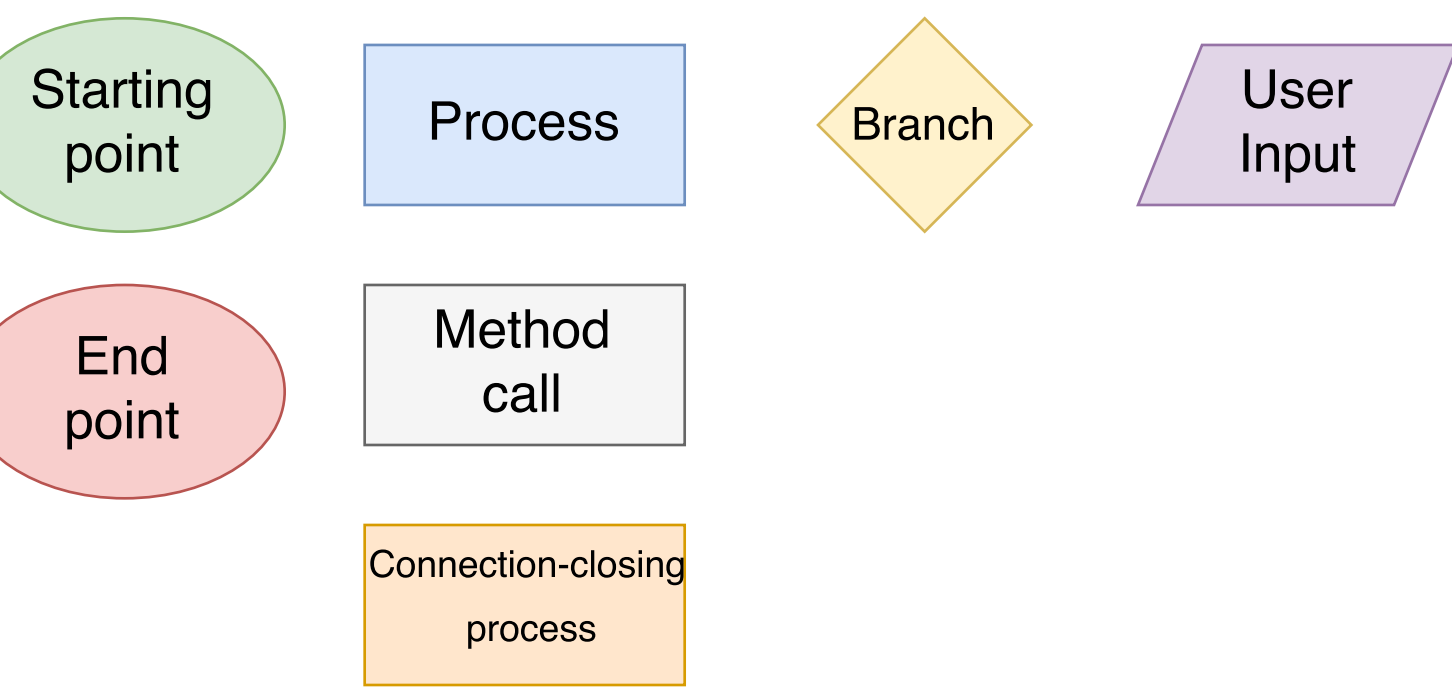 Starting
point
Process
Branch
User
Input
End
point
Method
call
Connection-closing
process